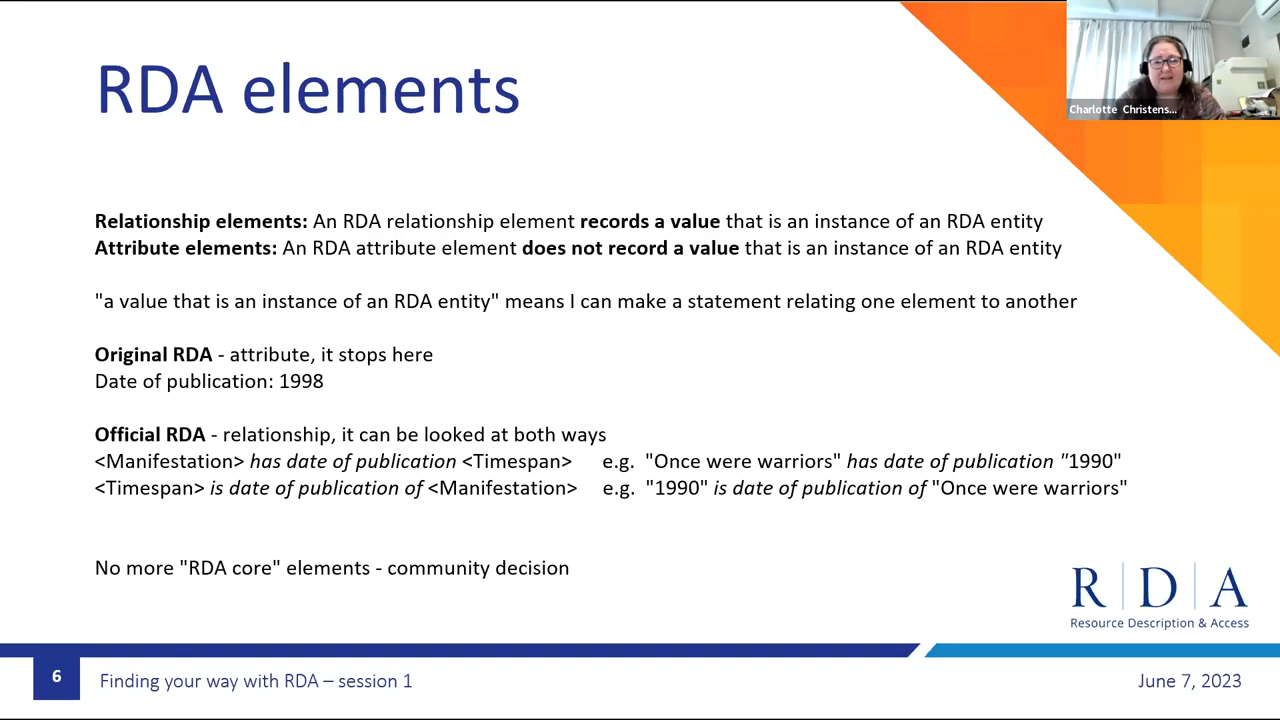 RDA elements
Charlotte Christens...
Relationship elements: An RDA relationship element records a value that is an instance of an RDA entity
Attribute elements: An RDA attribute element does not record a value that is an instance of an RDA entity
"a value that is an instance of an RDA entity" means I can make a statement relating one element to another
Original RDA - attribute, it stops here
Date of publication: 1998
Official RDA - relationship, it can be looked at both ways
<Manifestation> has date of publication <Timespan> e.g. "Once were warriors" has date of publication "1990"
<Timespan> is date of publication of <Manifestation> e.g. "1990" is date of publication of "Once were warriors"
No more "RDA core" elements - community decision
R|D|A
Resource Description & Access
6
Finding your way with RDA – session 1
June 7, 2023